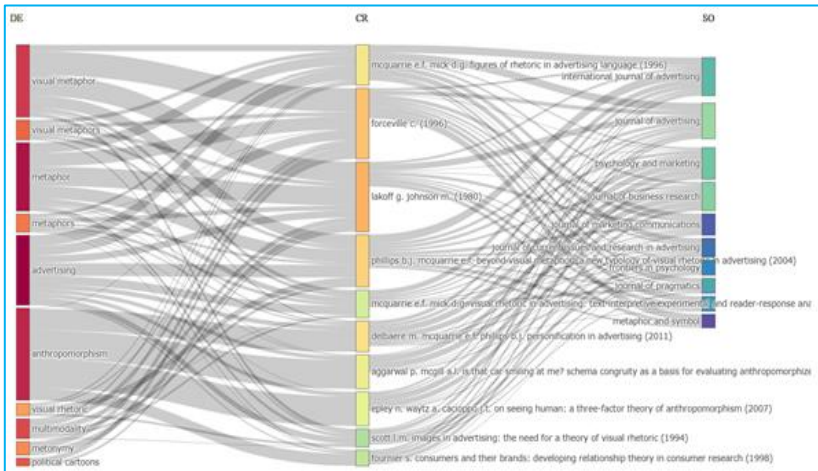 DE
CR
SO
visual metaphor
visual metaphors
metaphor
metaphors
advertising
anthropomorphism
visual rhetoric
multimodality
metonymy
political cartoons
mcquarrie e.f. mick d.g. figures of rhetoric in advertising language (1996)
forceville c. (1996)
lakoff g. johnson m. (1980)
phillips b.j. mcquarrie e.f. beyond visual metaphor: a new typology of visual rhetoric in advertising (2004)
mcquarrie e.f. mick d.g. visual rhetoric in advertising: text-interpretive experimental and reader-response ana
delbaere m. mcquarrie e.f. phillips b.j. personification in advertising (2011)
aggarwal p. mcgill a.l. is that car smiling at me? schema congruity as a basis for evaluating anthropomorphize
epley n. waytz a. cacioppo j.t. on seeing human: a three-factor theory of anthropomorphism (2007)
scott l.m. images in advertising: the need for a theory of visual rhetoric (1994)
fournier s. consumers and their brands: developing relationship theory in consumer research (1998)
international journal of advertising
journal of advertising
psychology and marketing
journal of business research
journal of marketing communications
journal of current issues and research in advertising
frontiers in psychology
journal of pragmatics
metaphor and symbol